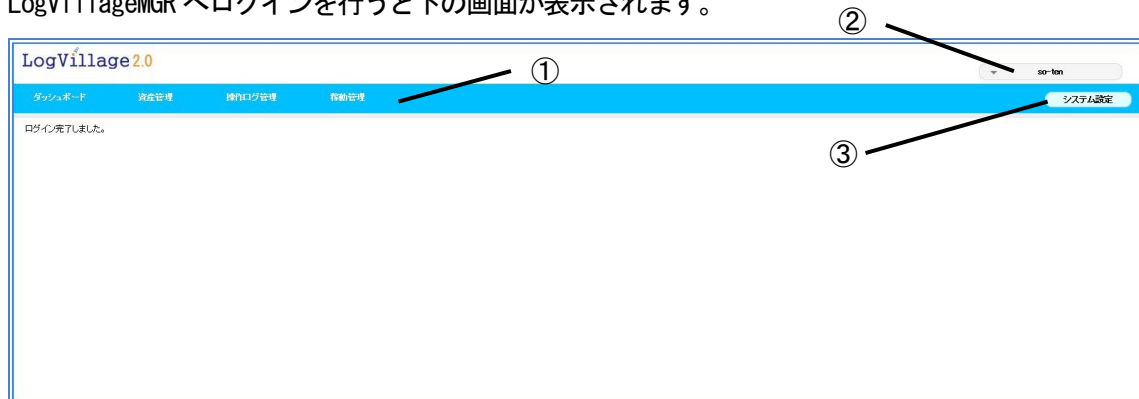 LogVillageMGR へログインを行うと下の画面が表示されます。
②
LogVillage 2.0
①
so-ten
ダッシュボード 資産管理 操作ログ管理 稼動管理
システム設定
ログイン完了しました。
③